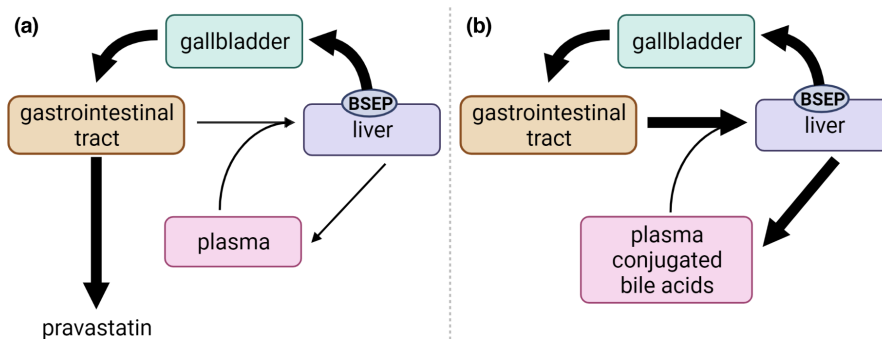 (a)
gallbladder
BSEP
gastrointestinal
tract
liver
plasma
pravastatin
(b)
gallbladder
BSEP
gastrointestinal
tract
liver
plasma
conjugated
bile acids